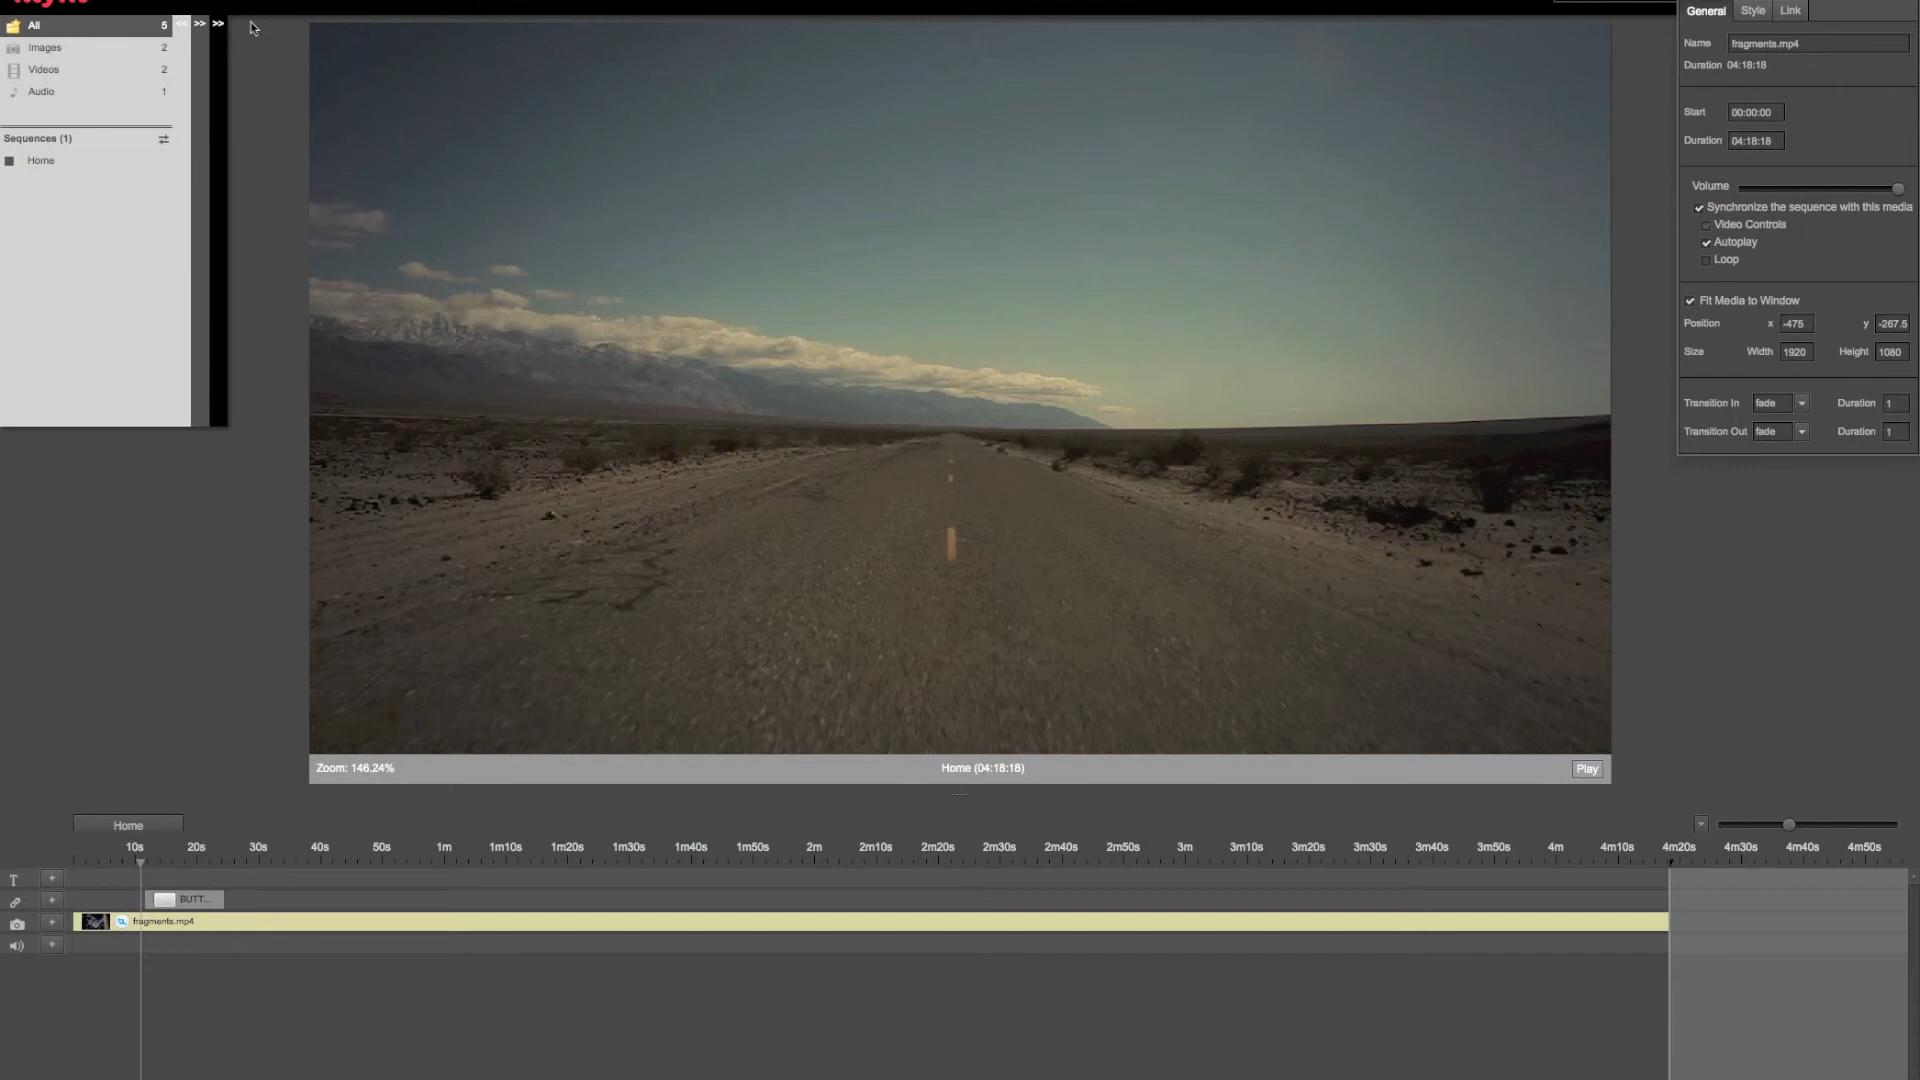 All 5 << >> >>
Images 2
Videos 2
Audio 1
Sequences (1)
Home
General Style Link
Name fragments.mp4
Duration 04:18:18
Start 00:00:00
Duration 04:18:18
Volume
Synchronize the sequence with this media
Video Controls
Autoplay
Loop
Fit Media to Window
Position x -475 y -267.5
Size Width 1920 Height 1080
Transition In fade Duration 1
Transition Out fade Duration 1
Zoom: 146.24% Home (04:18:18) Play
Home
10s 20s 30s 40s 50s 1m 1m10s 1m20s 1m30s 1m40s 1m50s 2m 2m10s 2m20s 2m30s 2m40s 2m50s 3m 3m10s 3m20s 3m30s 3m40s 3m50s 4m 4m10s 4m20s 4m30s 4m40s 4m50s
T +
+ BUTT...
+ fragments.mp4
+